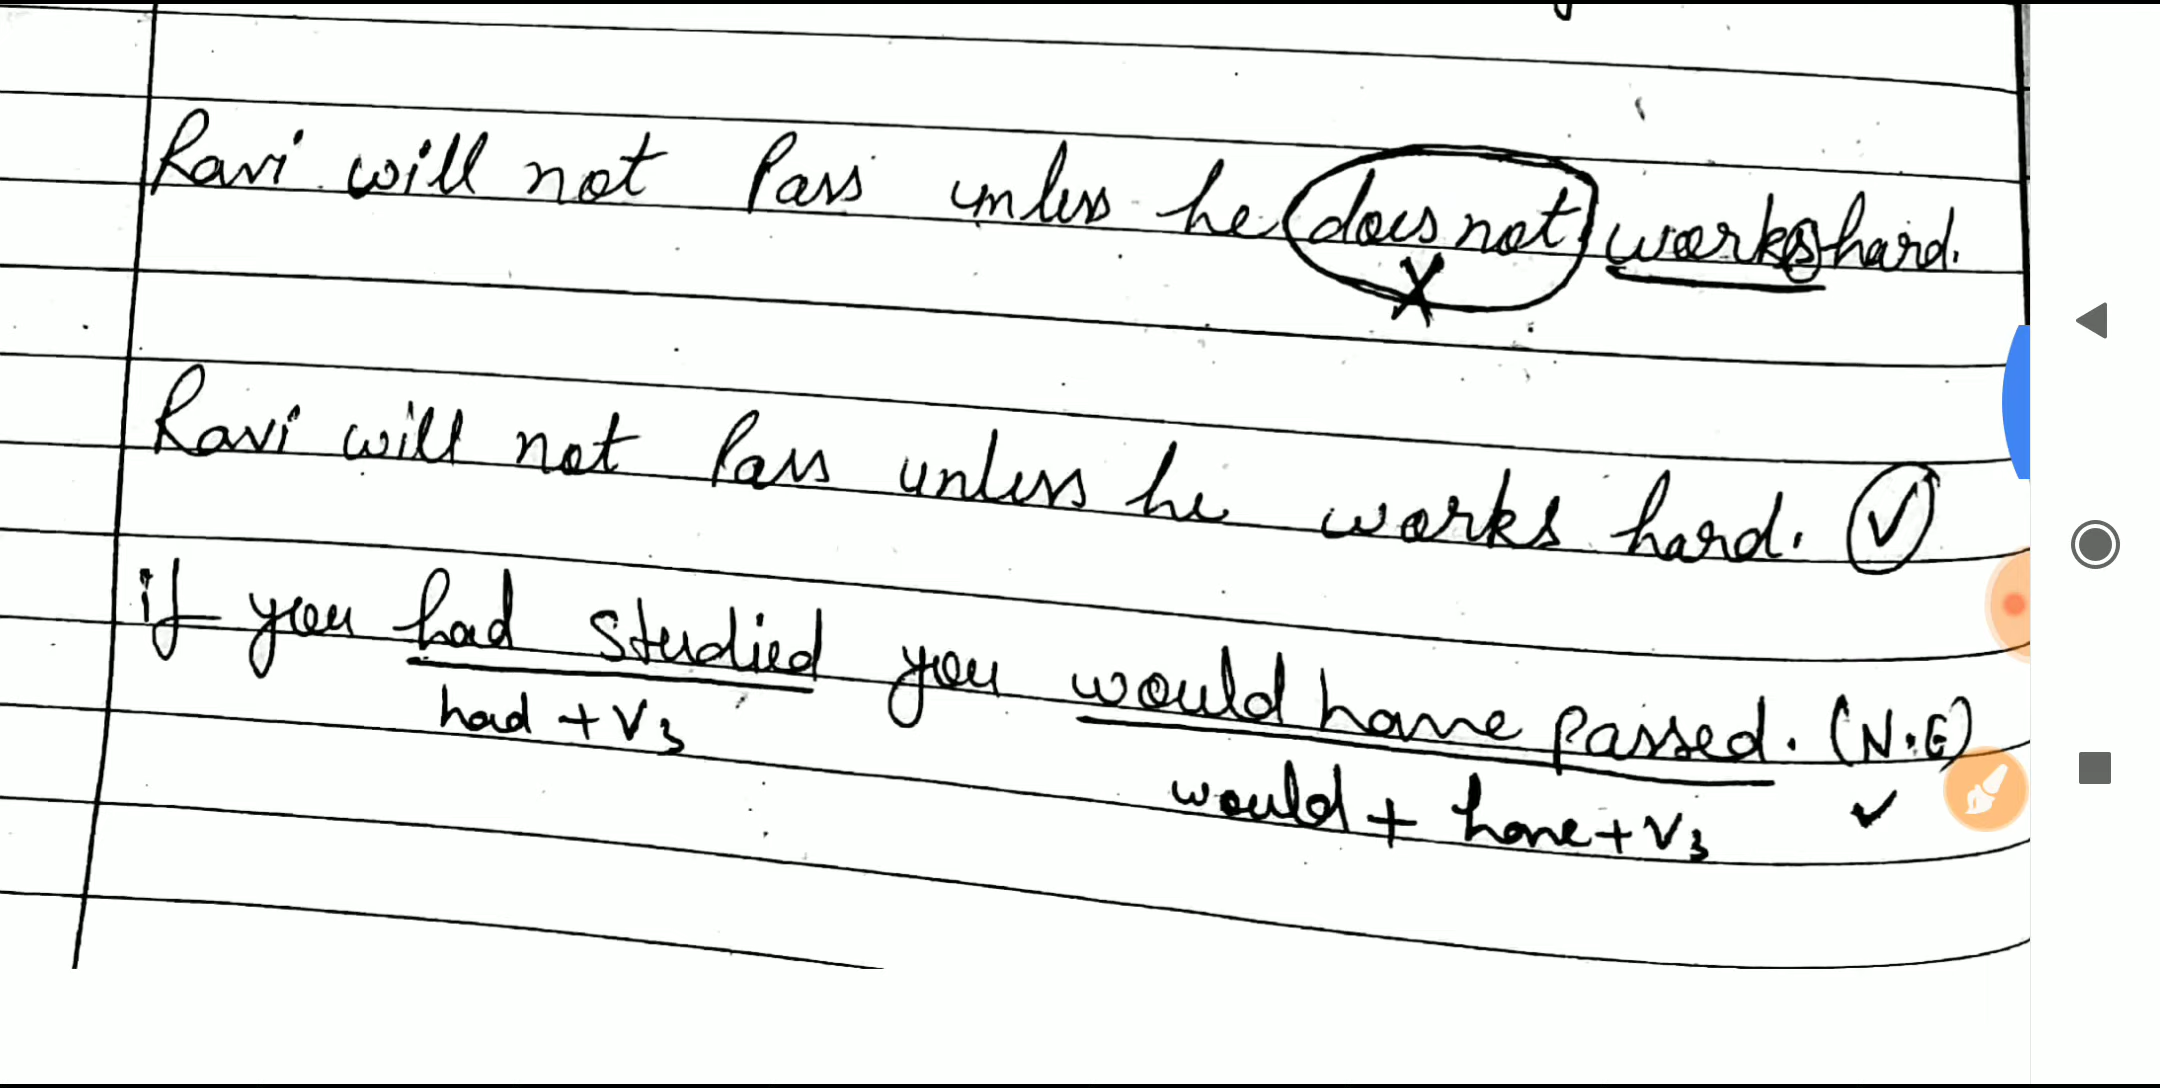 Ravi will not Pass unless he does not works hard.
X
Ravi will not Pass unless he works hard. ✓
if you had studied you would have passed. (N.E)
had + V3
would + have + V3 ✓